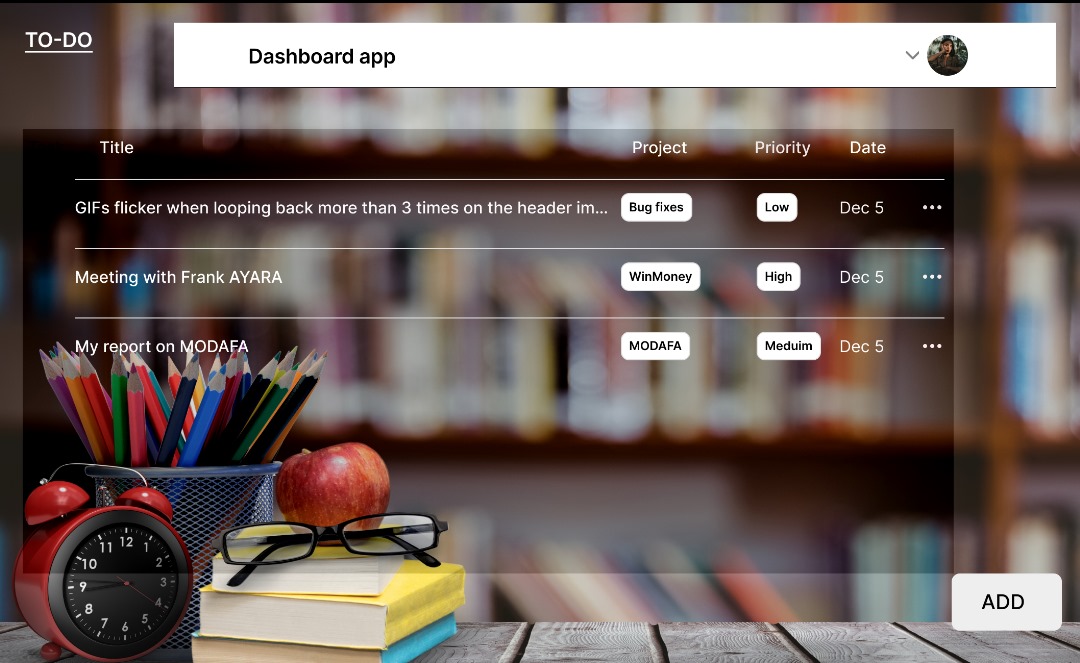 TO-DO
Dashboard app
Title Project Priority Date
GIFs flicker when looping back more than 3 times on the header im... Bug fixes Low Dec 5
Meeting with Frank AYARA WinMoney High Dec 5
My report on MODAFA MODAFA Meduim Dec 5
11 12 1
10 2
9 3
8 4
7 6 5
ADD